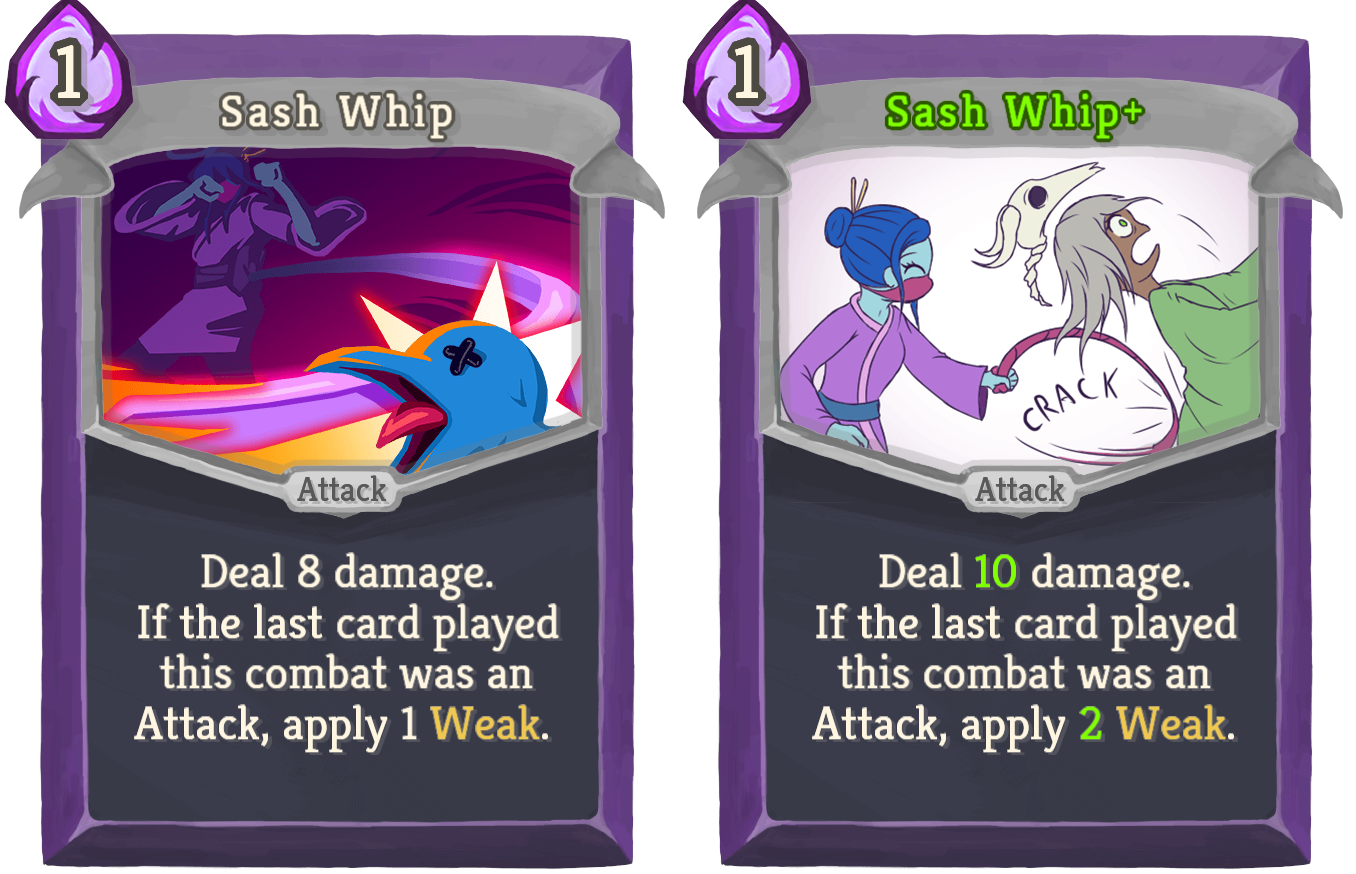 1
Sash Whip
Attack
Deal 8 damage.
If the last card played
this combat was an
Attack, apply 1 Weak.
1
Sash Whip+
CRACK
Attack
Deal 10 damage.
If the last card played
this combat was an
Attack, apply 2 Weak.